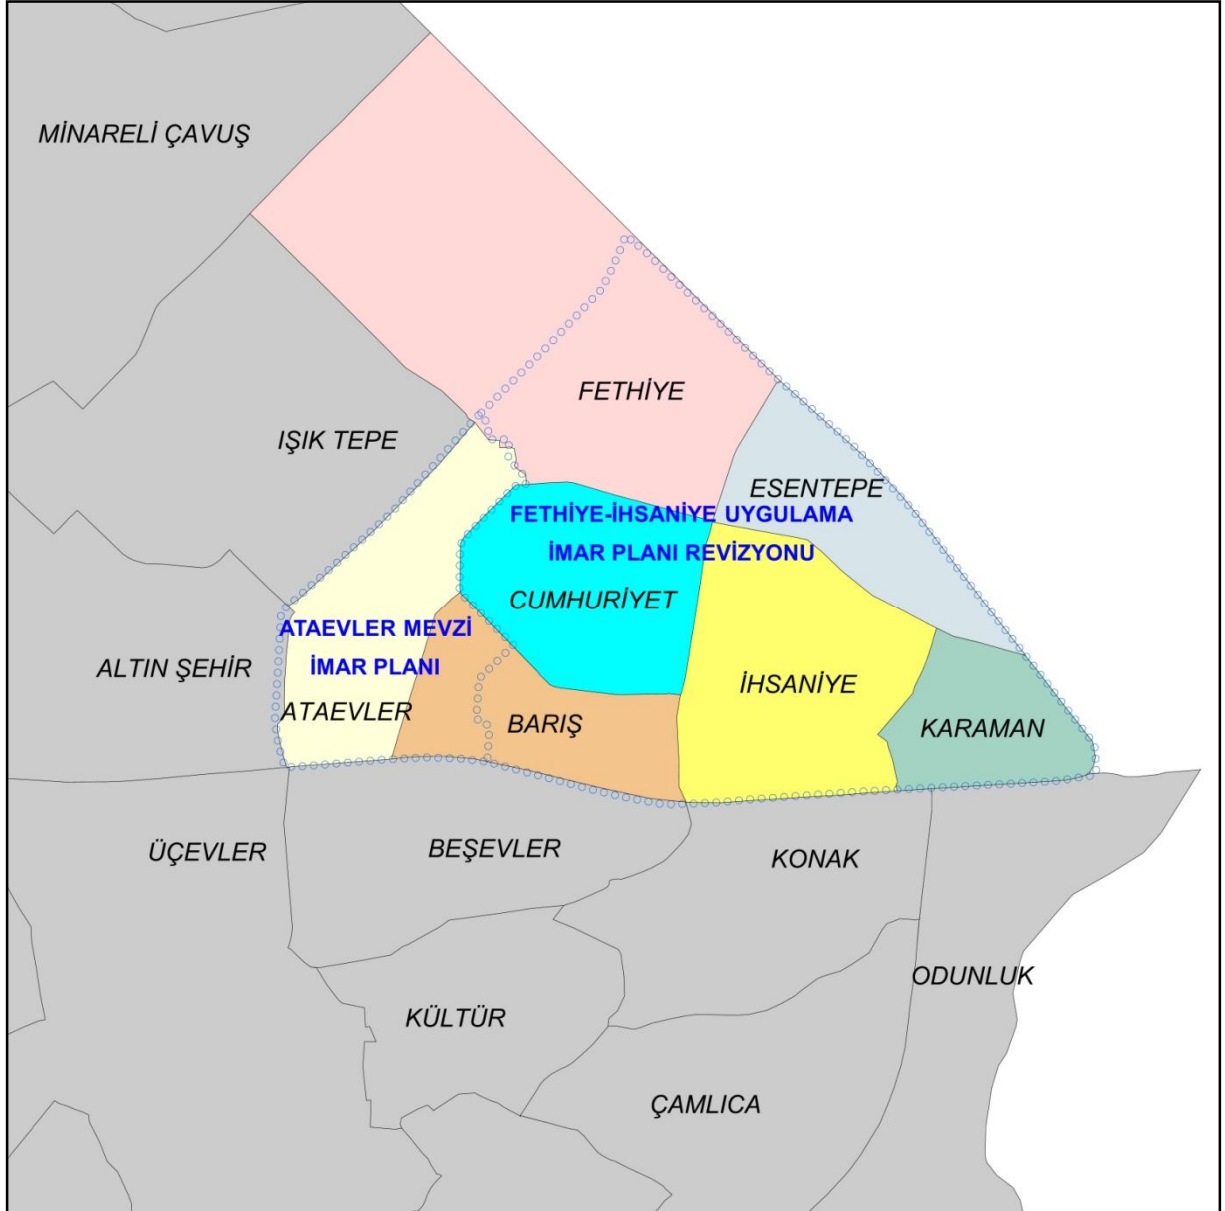 MİNARELİ ÇAVUŞ
FETHİYE
IŞIK TEPE
ESENTEPE
FETHİYE-İHSANİYE UYGULAMA
İMAR PLANI REVİZYONU
CUMHURİYET
ATAEVLER MEVZİ
İMAR PLANI
ALTIN ŞEHİR
İHSANİYE
ATAEVLER
BARIŞ
KARAMAN
ÜÇEVLER
BEŞEVLER
KONAK
ODUNLUK
KÜLTÜR
ÇAMLICA